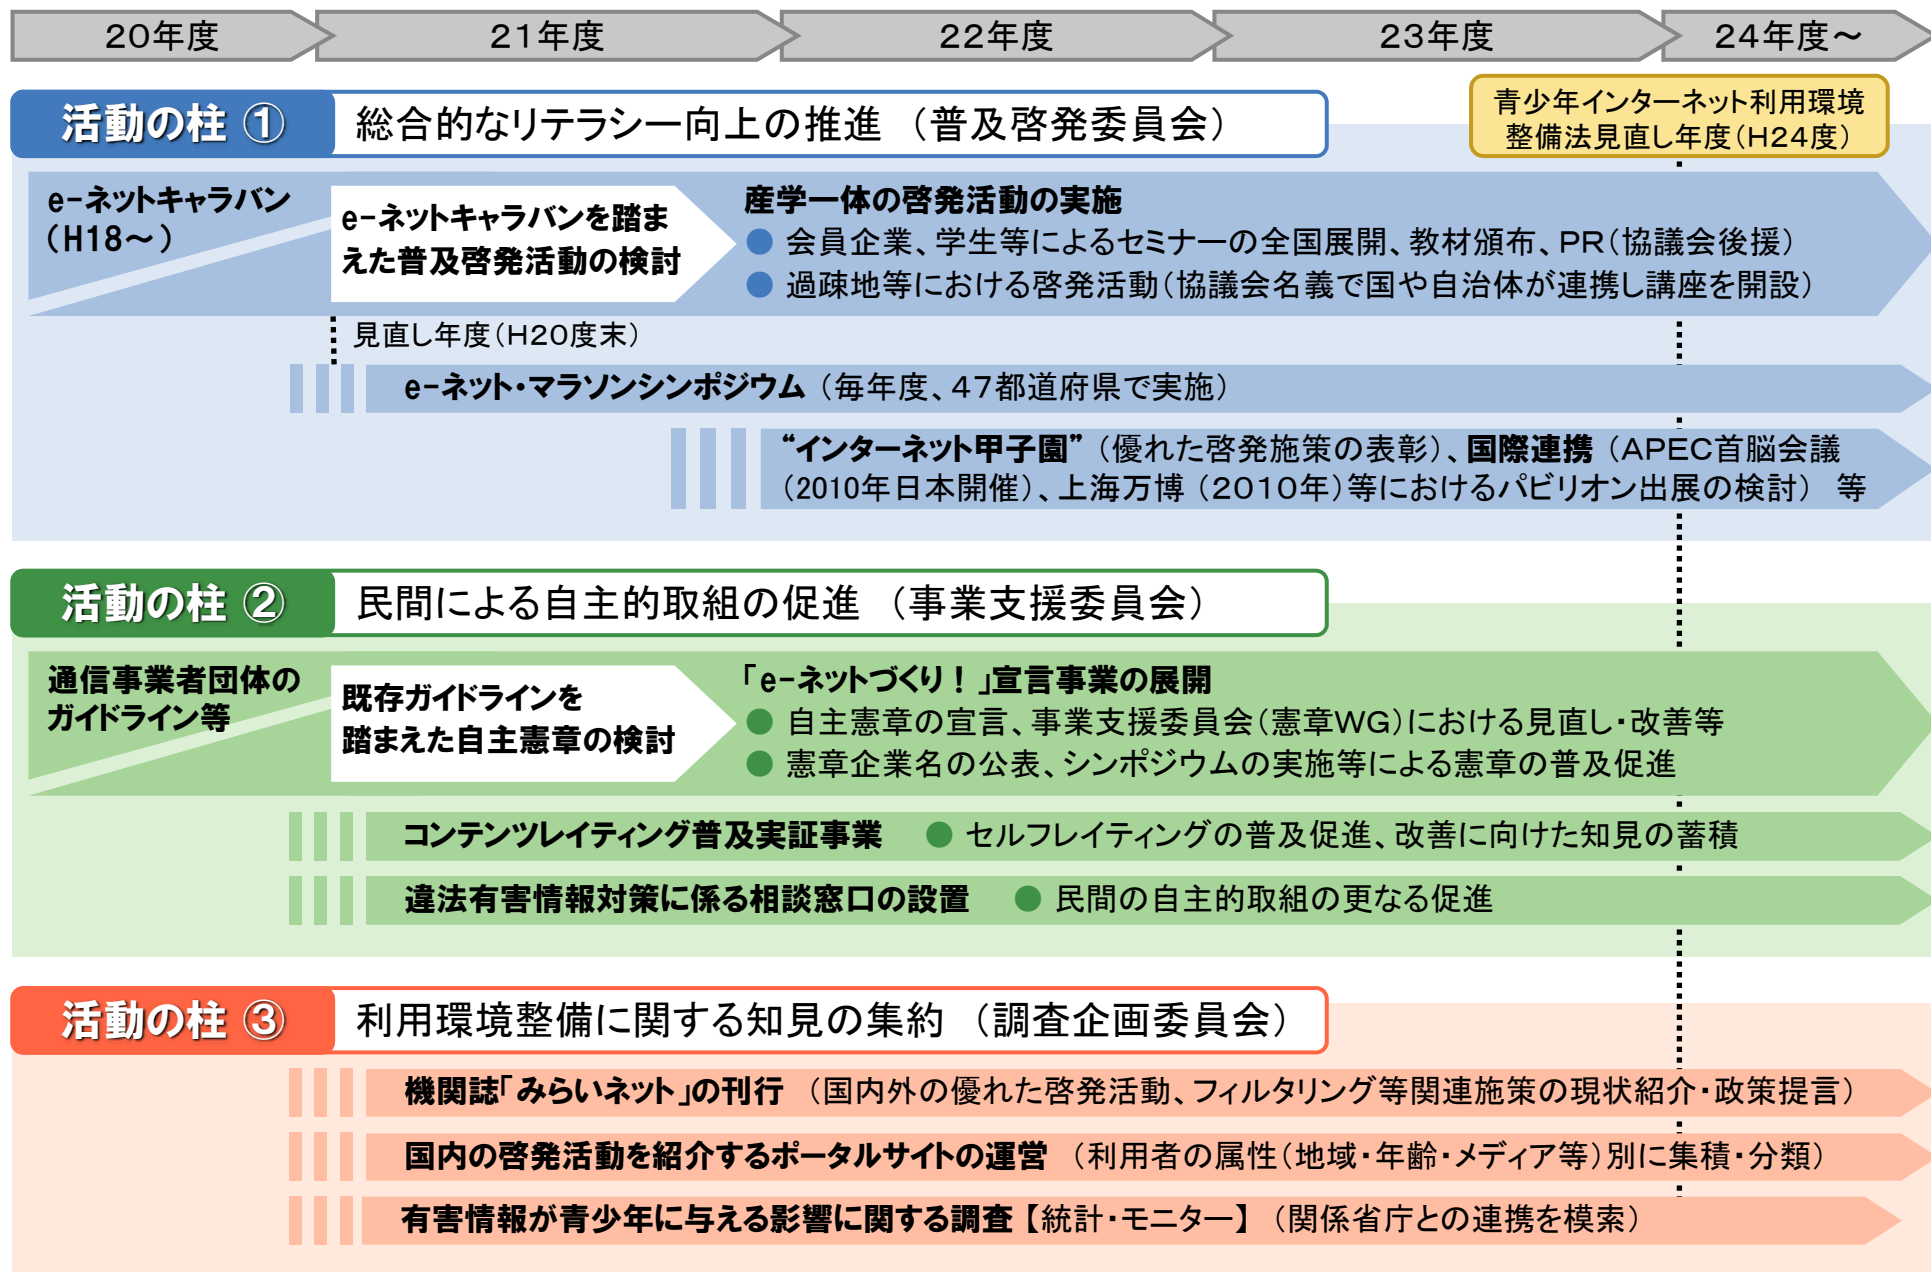 20年度
21年度
22年度
23年度
24年度～
青少年インターネット利用環境
整備法見直し年度(H24度)
活動の柱 ①
総合的なリテラシー向上の推進 (普及啓発委員会)
e-ネットキャラバン
(H18～)
e-ネットキャラバンを踏ま
えた普及啓発活動の検討
産学一体の啓発活動の実施
● 会員企業、学生等によるセミナーの全国展開、教材頒布、PR(協議会後援)
● 過疎地等における啓発活動(協議会名義で国や自治体が連携し講座を開設)
見直し年度(H20度末)
e-ネット・マラソンシンポジウム (毎年度、47都道府県で実施)
“インターネット甲子園” (優れた啓発施策の表彰)、国際連携 (APEC首脳会議
(2010年日本開催)、上海万博 (2010年)等におけるパビリオン出展の検討) 等
活動の柱 ②
民間による自主的取組の促進 (事業支援委員会)
通信事業者団体の
ガイドライン等
既存ガイドラインを
踏まえた自主憲章の検討
「e-ネットづくり！」宣言事業の展開
● 自主憲章の宣言、事業支援委員会(憲章WG)における見直し・改善等
● 憲章企業名の公表、シンポジウムの実施等による憲章の普及促進
コンテンツレイティング普及実証事業 ● セルフレイティングの普及促進、改善に向けた知見の蓄積
違法有害情報対策に係る相談窓口の設置 ● 民間の自主的取組の更なる促進
活動の柱 ③
利用環境整備に関する知見の集約 (調査企画委員会)
機関誌「みらいネット」の刊行 (国内外の優れた啓発活動、フィルタリング等関連施策の現状紹介・政策提言)
国内の啓発活動を紹介するポータルサイトの運営 (利用者の属性(地域・年齢・メディア等)別に集積・分類)
有害情報が青少年に与える影響に関する調査【統計・モニター】 (関係省庁との連携を模索)